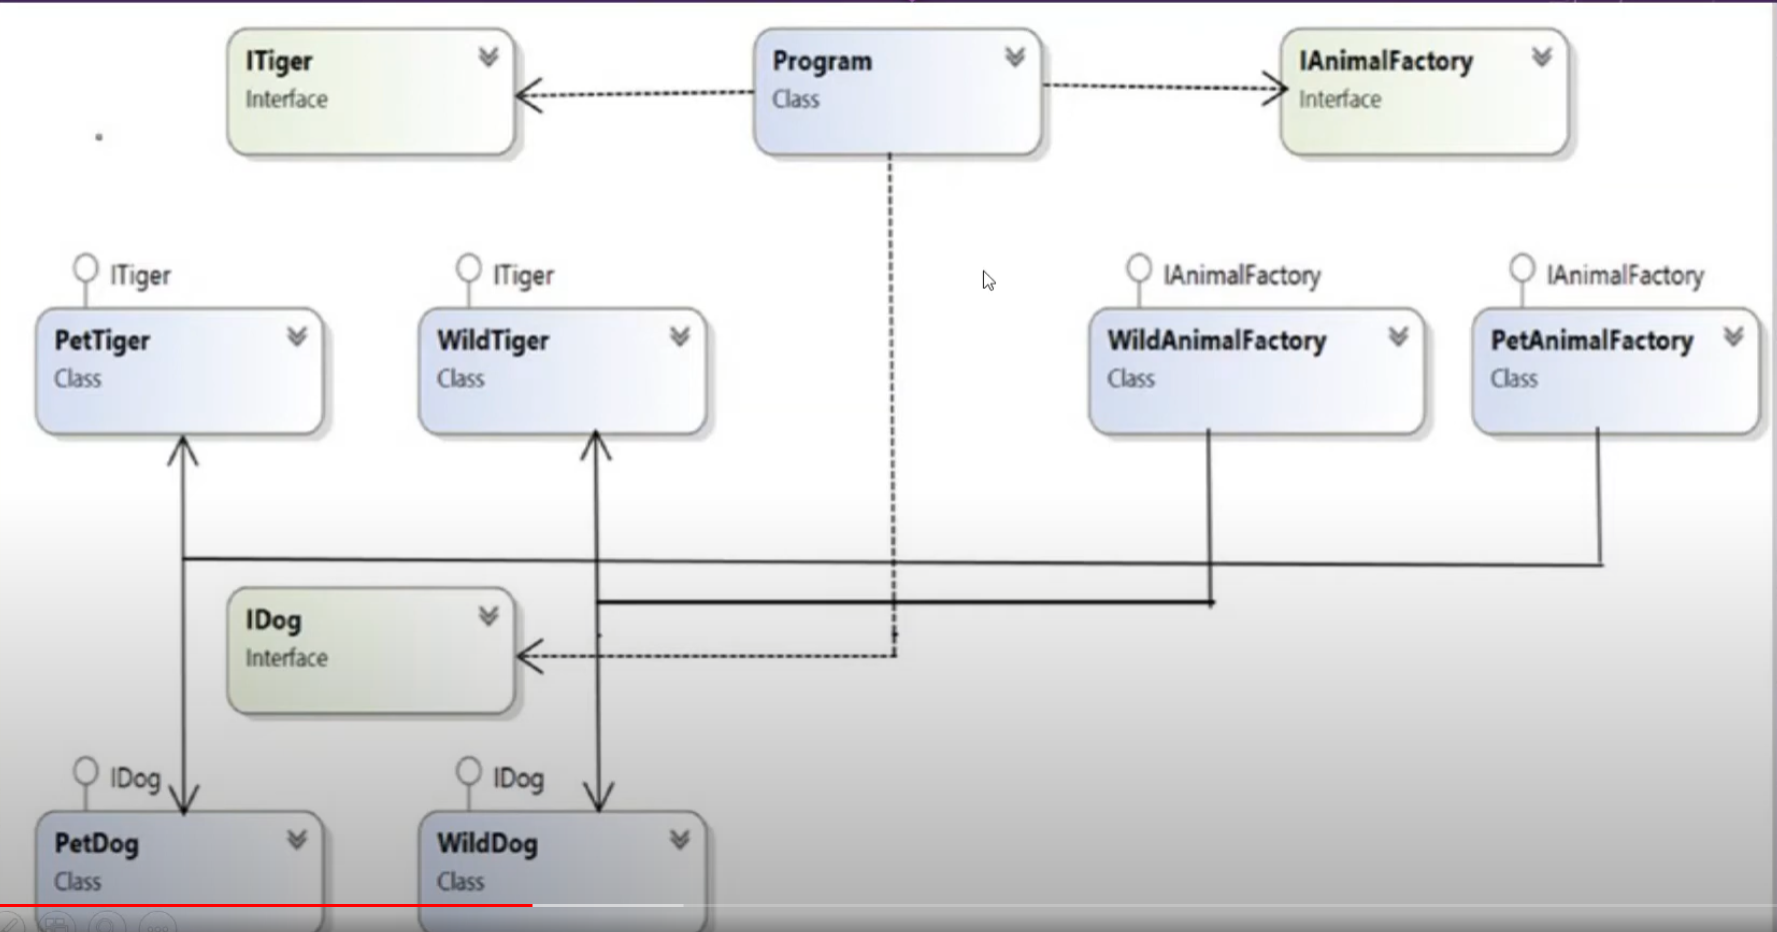 ITiger
Interface
Program
Class
IAnimalFactory
Interface
ITiger
ITiger
IAnimalFactory
IAnimalFactory
PetTiger
Class
WildTiger
Class
WildAnimalFactory
Class
PetAnimalFactory
Class
IDog
Interface
IDog
IDog
PetDog
Class
WildDog
Class